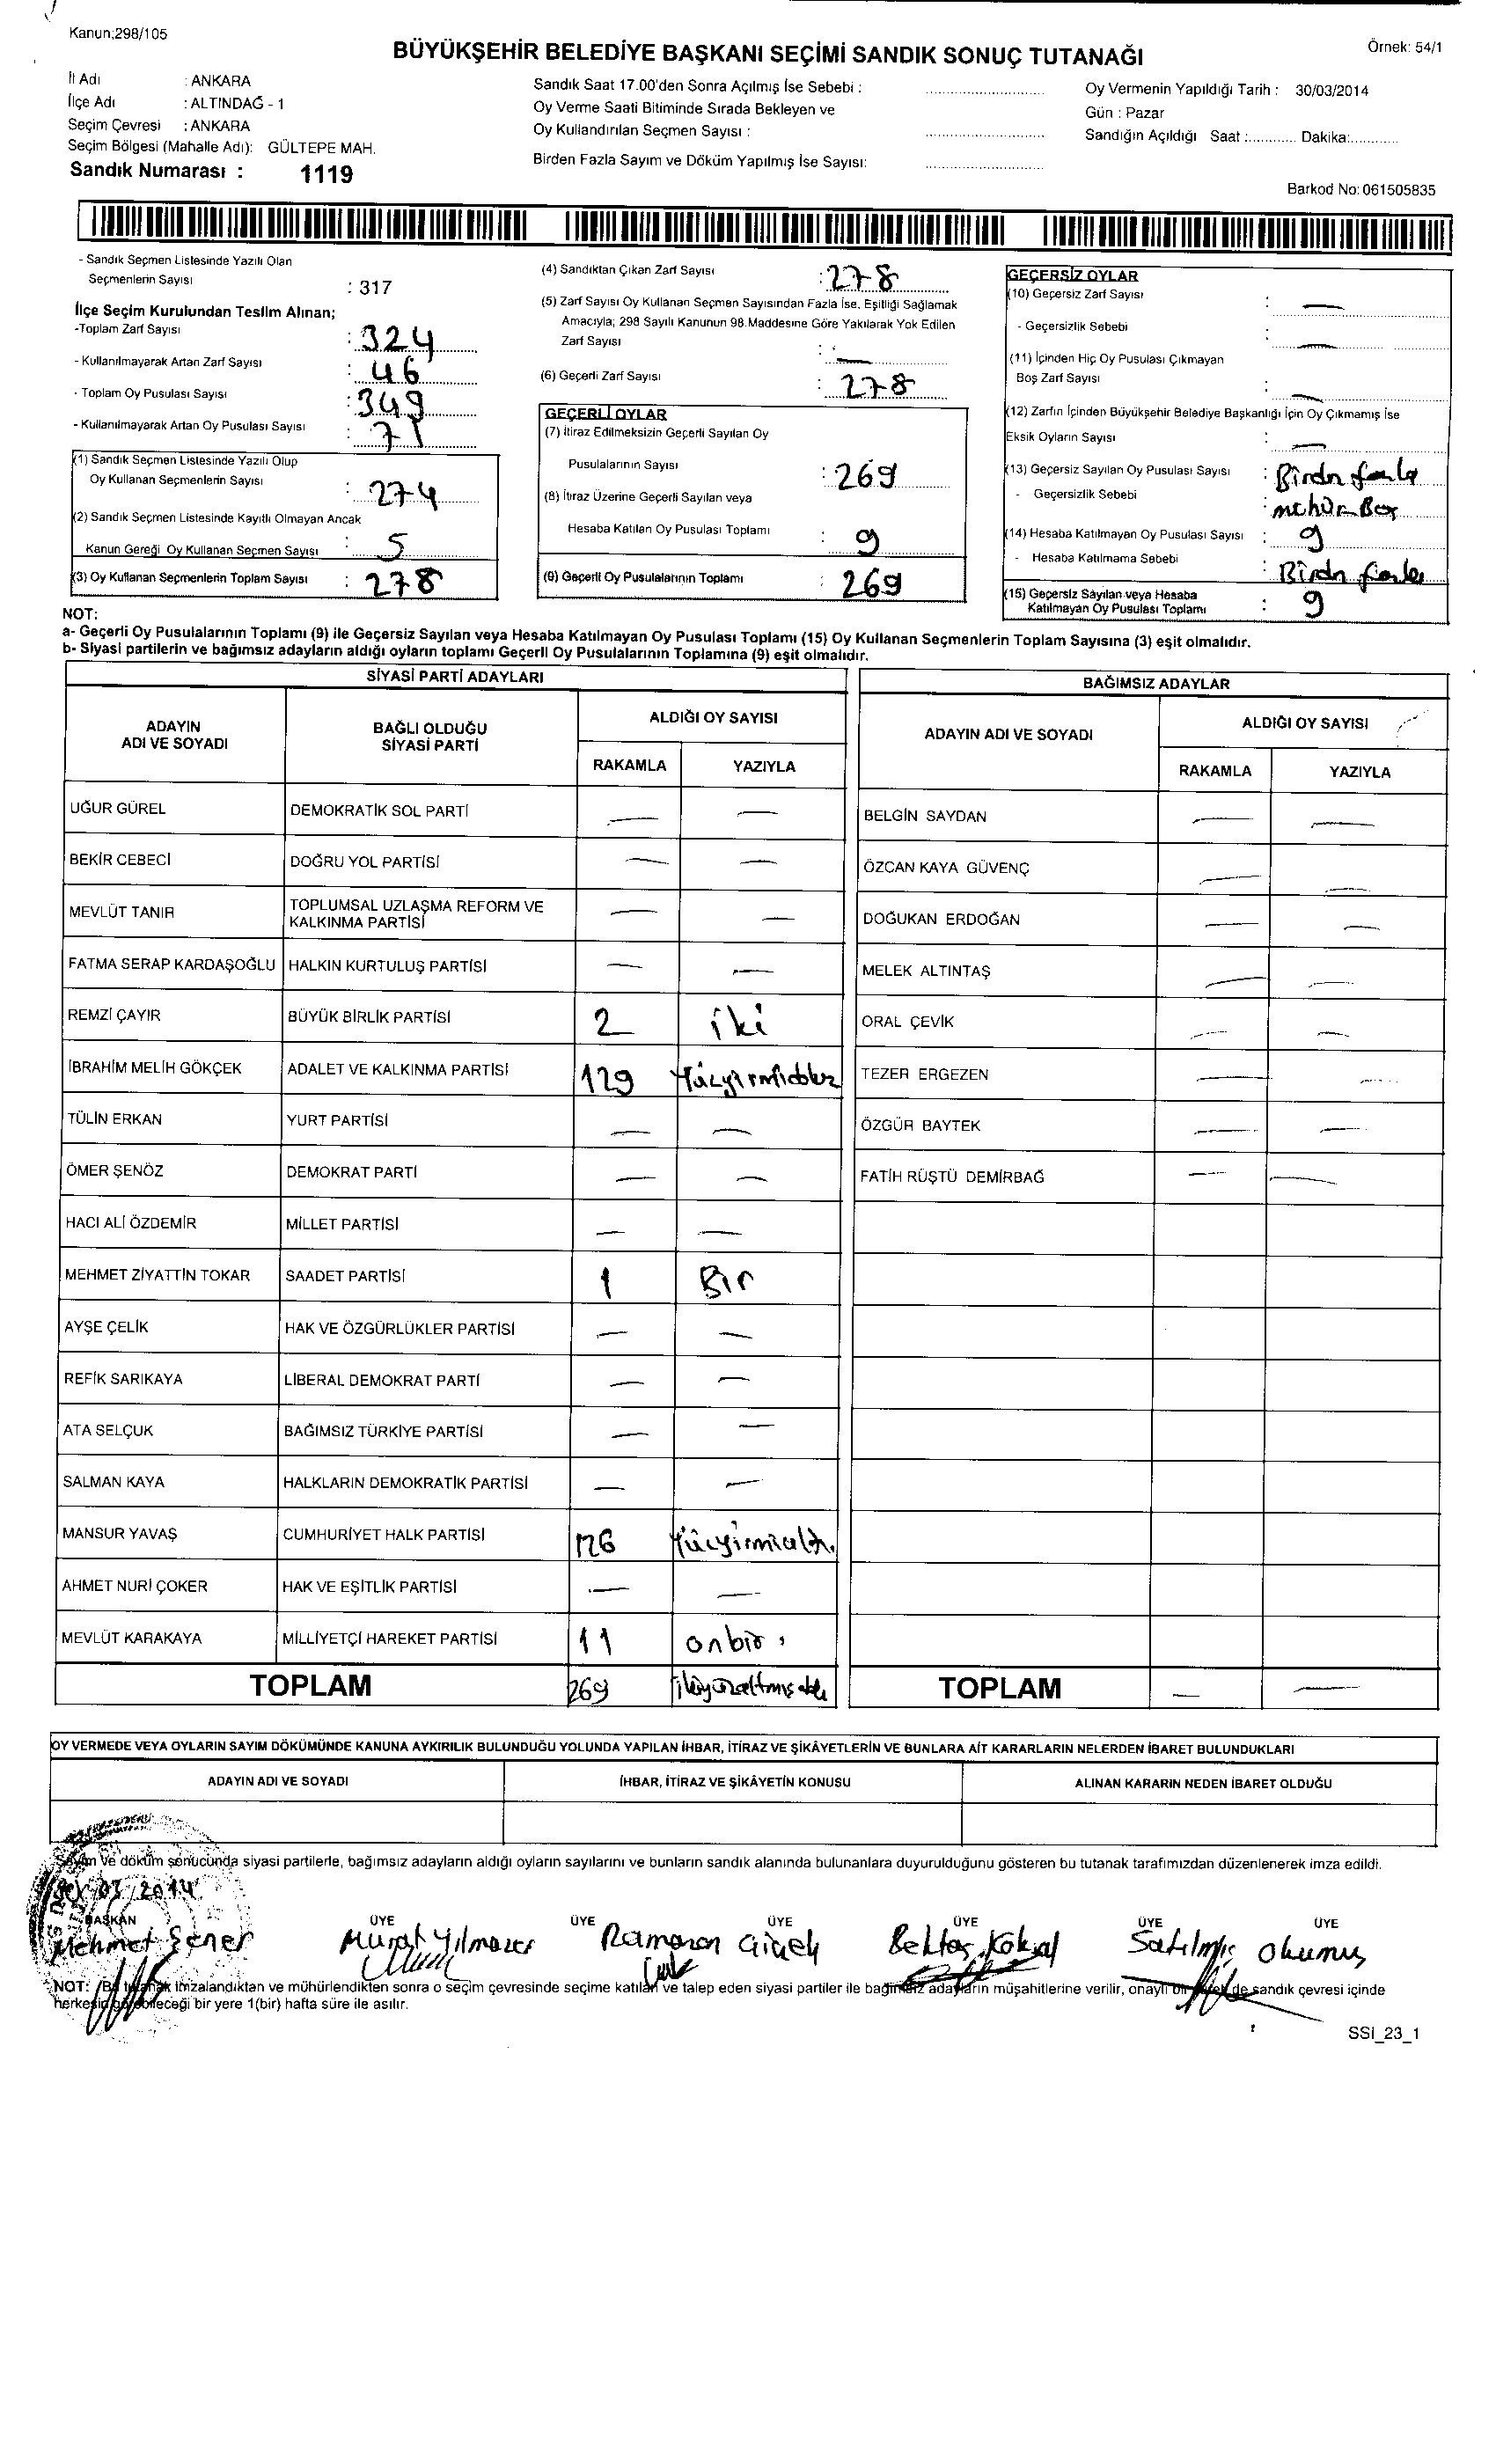 Kanun;298/105
BÜYÜKŞEHİR BELEDİYE BAŞKANI SEÇİMİ SANDIK SONUÇ TUTANAĞI
Örnek: 54/1
İl Adı : ANKARA
İlçe Adı : ALTINDAĞ - 1
Seçim Çevresi : ANKARA
Seçim Bölgesi (Mahalle Adı): GÜLTEPE MAH.
Sandık Numarası : 1119
Sandık Saat 17.00'den Sonra Açılmış İse Sebebi :
Oy Verme Saati Bitiminde Sırada Bekleyen ve
Oy Kullandırılan Seçmen Sayısı :
Birden Fazla Sayım ve Döküm Yapılmış İse Sayısı:
Oy Vermenin Yapıldığı Tarih : 30/03/2014
Gün : Pazar
Sandığın Açıldığı Saat :............ Dakika:............
Barkod No: 061505835
- Sandık Seçmen Listesinde Yazılı Olan
Seçmenlerin Sayısı : 317
İlçe Seçim Kurulundan Teslim Alınan;
-Toplam Zarf Sayısı : 324
- Kullanılmayarak Artan Zarf Sayısı : 46
- Toplam Oy Pusulası Sayısı : 349
- Kullanılmayarak Artan Oy Pusulası Sayısı : 71
(1) Sandık Seçmen Listesinde Yazılı Olup
Oy Kullanan Seçmenlerin Sayısı : 274
(2) Sandık Seçmen Listesinde Kayıtlı Olmayan Ancak
Kanun Gereği Oy Kullanan Seçmen Sayısı : 5
(3) Oy Kullanan Seçmenlerin Toplam Sayısı : 278
(4) Sandıktan Çıkan Zarf Sayısı : 278
(5) Zarf Sayısı Oy Kullanan Seçmen Sayısından Fazla İse, Eşitliği Sağlamak
Amacıyla; 298 Sayılı Kanunun 98.Maddesine Göre Yakılarak Yok Edilen
Zarf Sayısı : —
(6) Geçerli Zarf Sayısı : 278
GEÇERLİ OYLAR
(7) İtiraz Edilmeksizin Geçerli Sayılan Oy
Pusulalarının Sayısı : 269
(8) İtiraz Üzerine Geçerli Sayılan veya
Hesaba Katılan Oy Pusulası Toplamı : 9
(9) Geçerli Oy Pusulalarının Toplamı : 269
GEÇERSİZ OYLAR
(10) Geçersiz Zarf Sayısı : —
- Geçersizlik Sebebi : —
(11) İçinden Hiç Oy Pusulası Çıkmayan
Boş Zarf Sayısı : —
(12) Zarfın İçinden Büyükşehir Belediye Başkanlığı İçin Oy Çıkmamış İse
Eksik Oyların Sayısı : —
(13) Geçersiz Sayılan Oy Pusulası Sayısı : Birdn fazla
- Geçersizlik Sebebi : mühür
(14) Hesaba Katılmayan Oy Pusulası Sayısı : 9
- Hesaba Katılmama Sebebi : Birdn fazla
(15) Geçersiz Sayılan veya Hesaba
Katılmayan Oy Pusulası Toplamı : 9
NOT:
a- Geçerli Oy Pusulalarının Toplamı (9) ile Geçersiz Sayılan veya Hesaba Katılmayan Oy Pusulası Toplamı (15) Oy Kullanan Seçmenlerin Toplam Sayısına (3) eşit olmalıdır.
b- Siyasi partilerin ve bağımsız adayların aldığı oyların toplamı Geçerli Oy Pusulalarının Toplamına (9) eşit olmalıdır.
SİYASİ PARTİ ADAYLARI
ADAYIN ADI VE SOYADI
BAĞLI OLDUĞU SİYASİ PARTİ
ALDIĞI OY SAYISI
RAKAMLA YAZIYLA
UĞUR GÜREL DEMOKRATİK SOL PARTİ — —
BEKİR CEBECİ DOĞRU YOL PARTİSİ — —
MEVLÜT TANIR TOPLUMSAL UZLAŞMA REFORM VE KALKINMA PARTİSİ — —
FATMA SERAP KARDAŞOĞLU HALKIN KURTULUŞ PARTİSİ — —
REMZİ ÇAYIR BÜYÜK BİRLİK PARTİSİ 2 iki
İBRAHİM MELİH GÖKÇEK ADALET VE KALKINMA PARTİSİ 129 Yüzyirmidokuz
TÜLİN ERKAN YURT PARTİSİ — —
ÖMER ŞENÖZ DEMOKRAT PARTİ — —
HACI ALİ ÖZDEMİR MİLLET PARTİSİ — —
MEHMET ZİYATTİN TOKAR SAADET PARTİSİ 1 Bir
AYŞE ÇELİK HAK VE ÖZGÜRLÜKLER PARTİSİ — —
REFİK SARIKAYA LİBERAL DEMOKRAT PARTİ — —
ATA SELÇUK BAĞIMSIZ TÜRKİYE PARTİSİ — —
SALMAN KAYA HALKLARIN DEMOKRATİK PARTİSİ — —
MANSUR YAVAŞ CUMHURİYET HALK PARTİSİ 126 Yüzyirmialtı
AHMET NURİ ÇOKER HAK VE EŞİTLİK PARTİSİ — —
MEVLÜT KARAKAYA MİLLİYETÇİ HAREKET PARTİSİ 11 onbir
TOPLAM 269
BAĞIMSIZ ADAYLAR
ADAYIN ADI VE SOYADI
ALDIĞI OY SAYISI
RAKAMLA YAZIYLA
BELGİN SAYDAN — —
ÖZCAN KAYA GÜVENÇ — —
DOĞUKAN ERDOĞAN — —
MELEK ALTINTAŞ — —
ORAL ÇEVİK — —
TEZER ERGEZEN — —
ÖZGÜR BAYTEK — —
FATİH RÜŞTÜ DEMİRBAĞ — —
TOPLAM — —
OY VERMEDE VEYA OYLARIN SAYIM DÖKÜMÜNDE KANUNA AYKIRILIK BULUNDUĞU YOLUNDA YAPILAN İHBAR, İTİRAZ VE ŞİKÂYETLERİN VE BUNLARA AİT KARARLARIN NELERDEN İBARET BULUNDUKLARI
ADAYIN ADI VE SOYADI
İHBAR, İTİRAZ VE ŞİKÂYETİN KONUSU
ALINAN KARARIN NEDEN İBARET OLDUĞU
Sayım Ve döküm sonucunda siyasi partilerle, bağımsız adayların aldığı oyların sayılarını ve bunların sandık alanında bulunanlara duyurulduğunu gösteren bu tutanak tarafımızdan düzenlenerek imza edildi.
03/2014
BAŞKAN ÜYE ÜYE ÜYE ÜYE ÜYE ÜYE
Mehmet Şener Murat Yılmazer Ramazan Bektaş Köksal Satılmış Okumuş
NOT: Bu tutanak imzalandıktan ve mühürlendikten sonra o seçim çevresinde seçime katılan ve talep eden siyasi partiler ile bağımsız adayların müşahitlerine verilir, onaylı bir de sandık çevresi içinde
herkesin görebileceği bir yere 1(bir) hafta süre ile asılır.
SSI_23_1